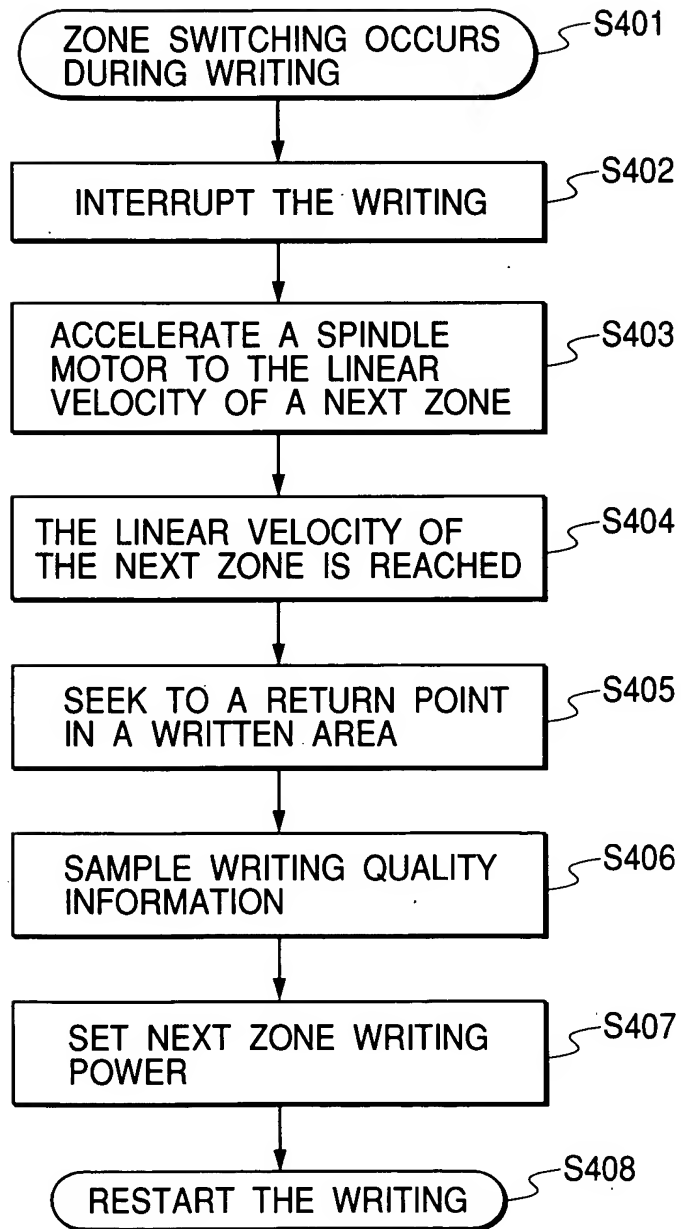 ZONE SWITCHING OCCURS
DURING WRITING
S401
INTERRUPT THE WRITING
S402
ACCELERATE A SPINDLE
MOTOR TO THE LINEAR
VELOCITY OF A NEXT ZONE
S403
THE LINEAR VELOCITY OF
THE NEXT ZONE IS REACHED
S404
SEEK TO A RETURN POINT
IN A WRITTEN AREA
S405
SAMPLE WRITING QUALITY
INFORMATION
S406
SET NEXT ZONE WRITING
POWER
S407
RESTART THE WRITING
S408